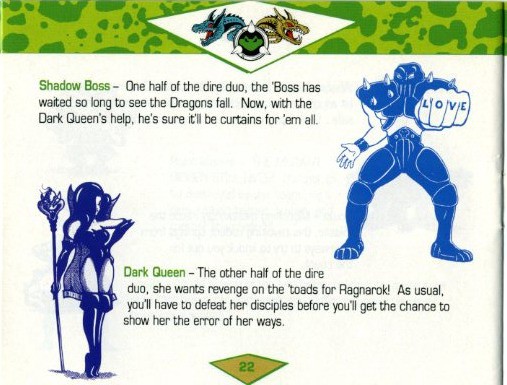 Shadow Boss – One half of the dire duo, the 'Boss has
waited so long to see the Dragons fall. Now, with the
Dark Queen's help, he's sure it'll be curtains for 'em all.
LOVE
Dark Queen – The other half of the dire
duo, she wants revenge on the 'toads for Ragnarok! As usual,
you'll have to defeat her disciples before you'll get the chance to
show her the error of her ways.
22